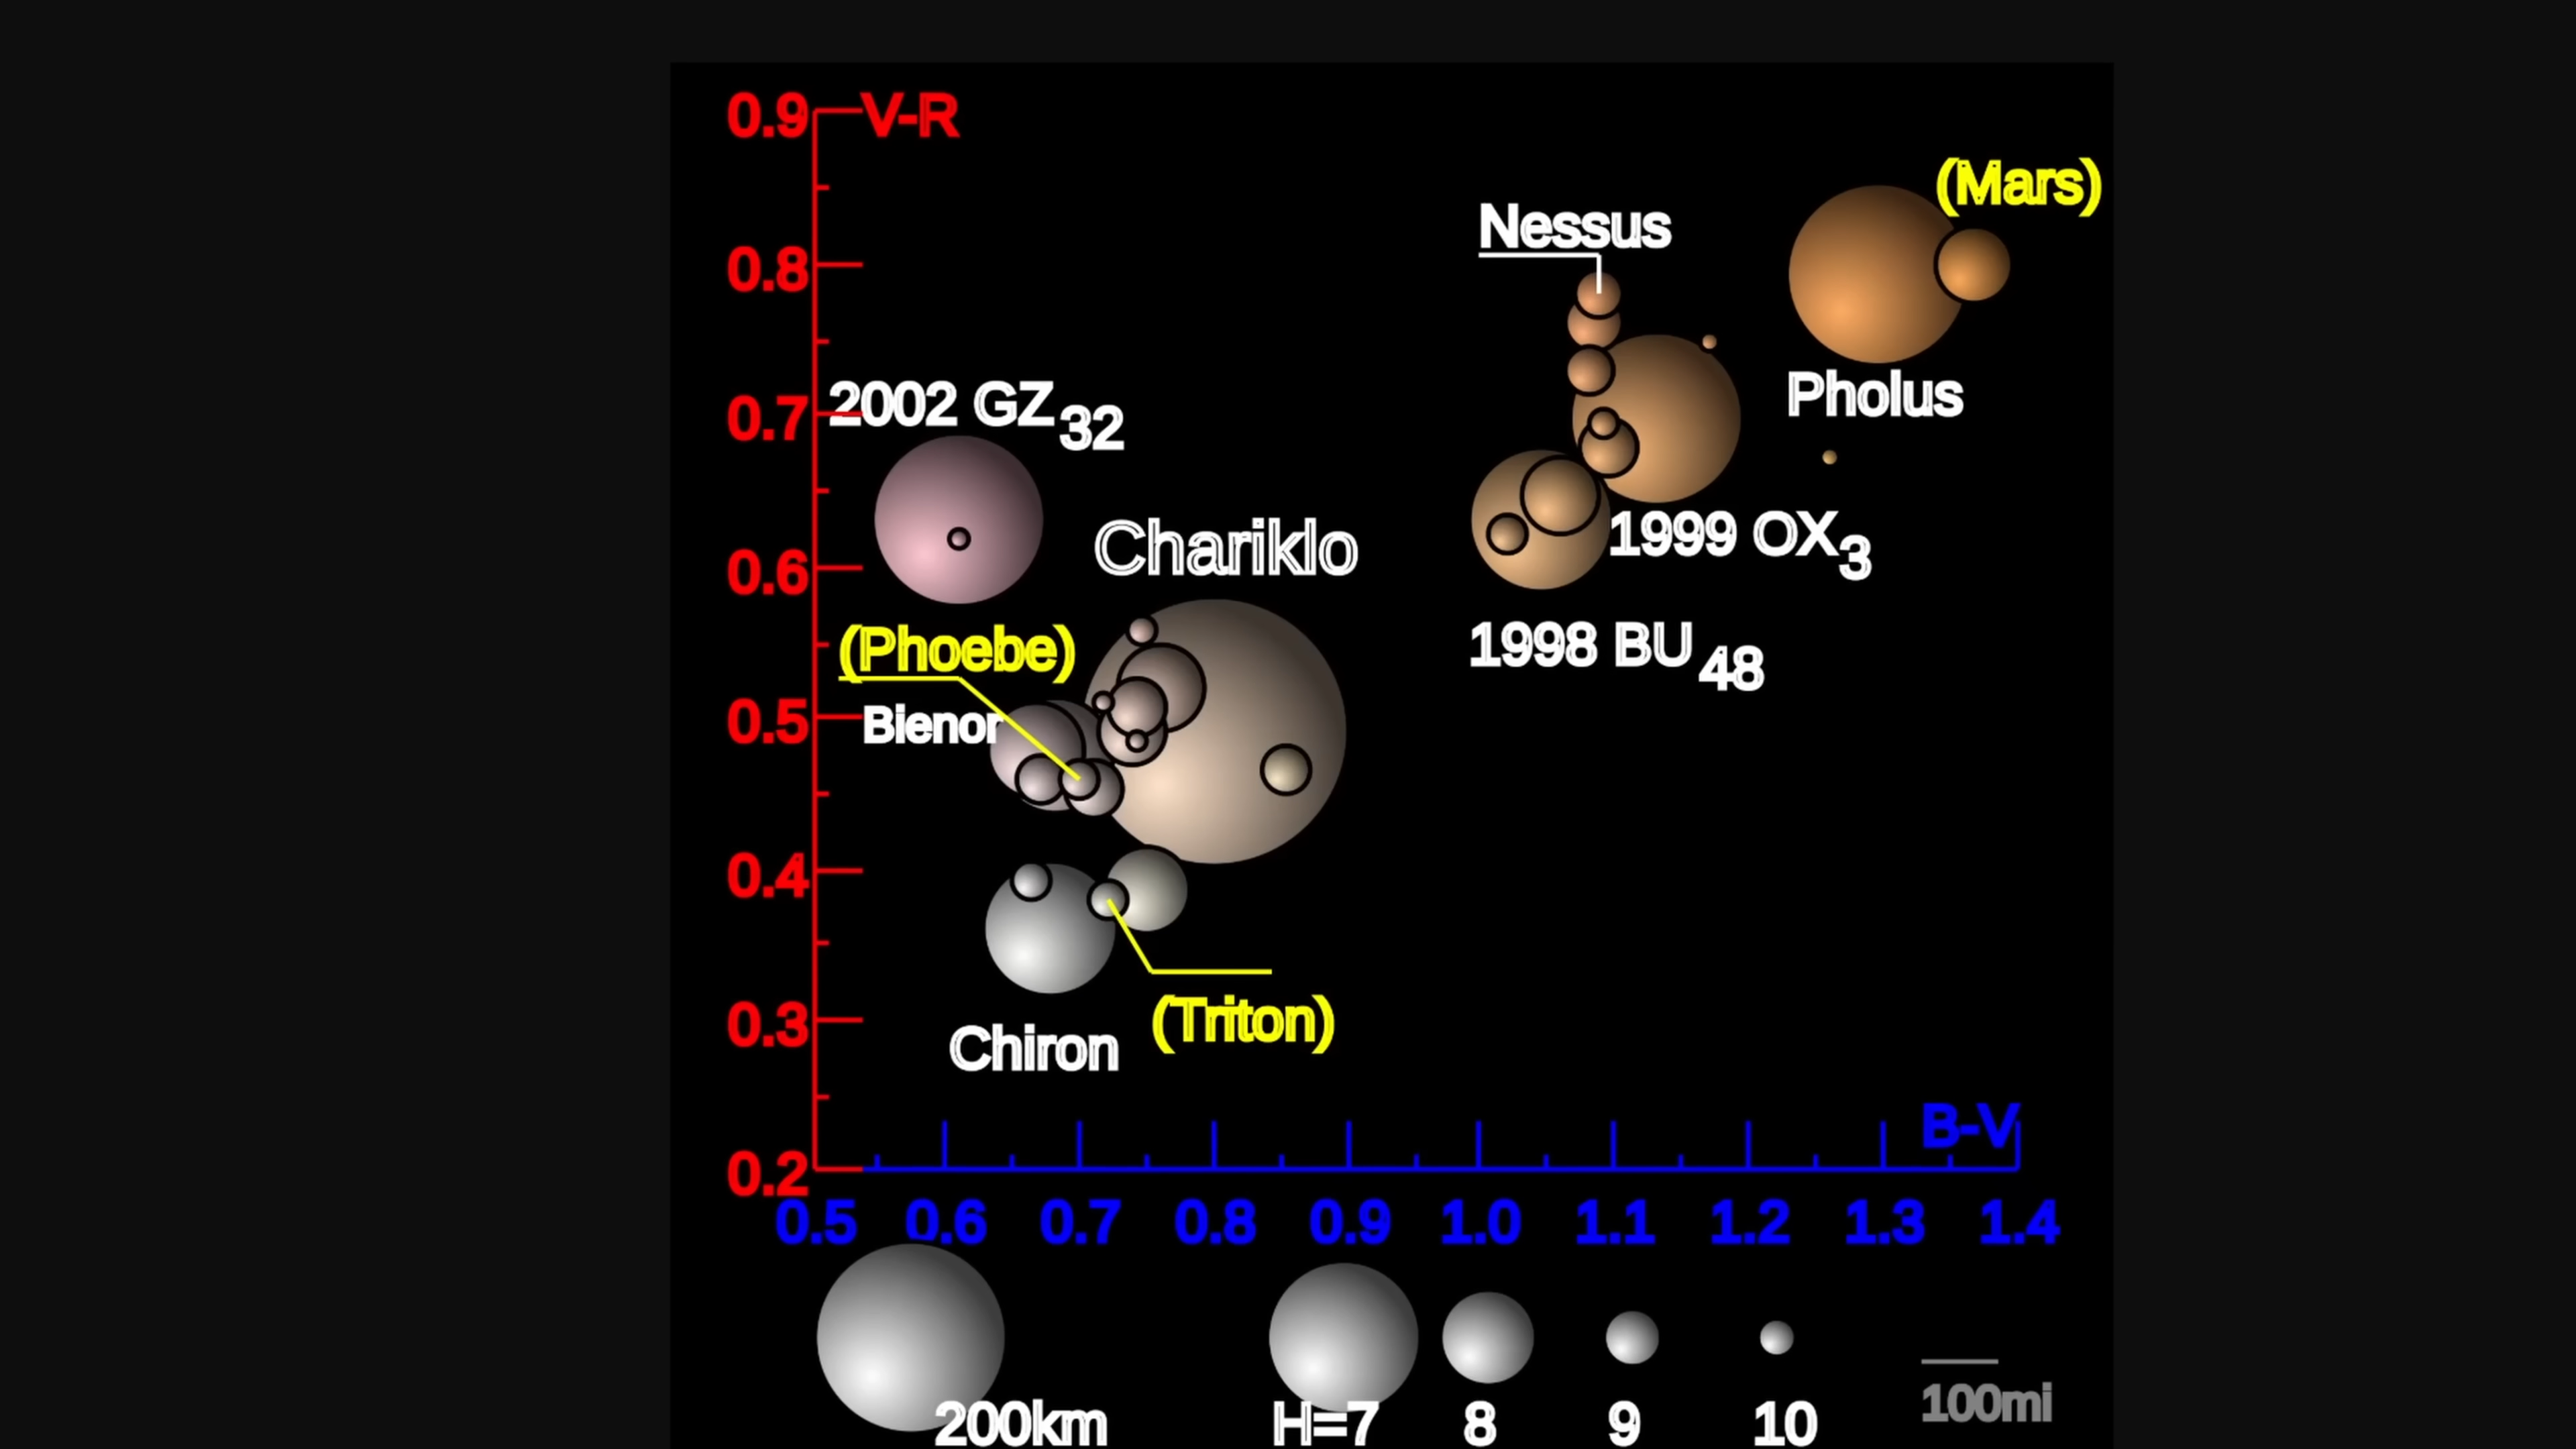 0.9 V-R
(Mars)
Nessus
0.8
Pholus
2002 GZ32
0.7
Chariklo
1999 OX3
0.6
(Phoebe)
1998 BU48
Bienor
0.5
0.4
(Triton)
0.3
Chiron
B-V
0.2
0.5 0.6 0.7 0.8 0.9 1.0 1.1 1.2 1.3 1.4
100mi
200km H=7 8 9 10